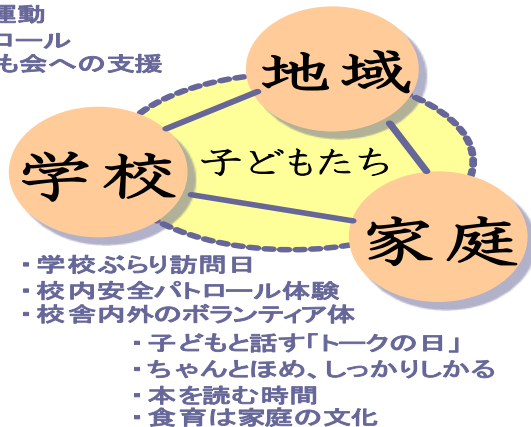 運動
ロール
も会への支援
地域
学校
子どもたち
家庭
・学校ぶらり訪問日
・校内安全パトロール体験
・校舎内外のボランティア体
・子どもと話す「トークの日」
・ちゃんとほめ、しっかりしかる
・本を読む時間
・食育は家庭の文化